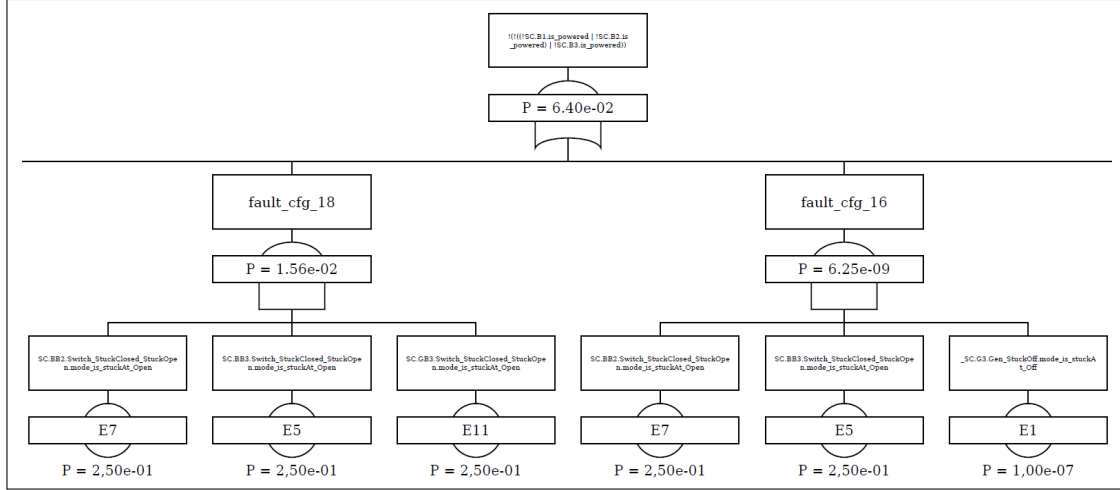 !(!((!SC.B1.is_powered | !SC.B2.is
_powered) | !SC.B3.is_powered))
P = 6.40e-02
fault_cfg_18
fault_cfg_16
P = 1.56e-02
P = 6.25e-09
SC.BB2.Switch_StuckClosed_StuckOpe
n.mode_is_stuckAt_Open
SC.BB3.Switch_StuckClosed_StuckOpe
n.mode_is_stuckAt_Open
SC.GB3.Switch_StuckClosed_StuckOpe
n.mode_is_stuckAt_Open
SC.BB2.Switch_StuckClosed_StuckOpe
n.mode_is_stuckAt_Open
SC.BB3.Switch_StuckClosed_StuckOpe
n.mode_is_stuckAt_Open
_SC.G3.Gen_StuckOff.mode_is_stuckA
t_Off
E7
E5
E11
E7
E5
E1
P = 2,50e-01
P = 2,50e-01
P = 2,50e-01
P = 2,50e-01
P = 2,50e-01
P = 1,00e-07